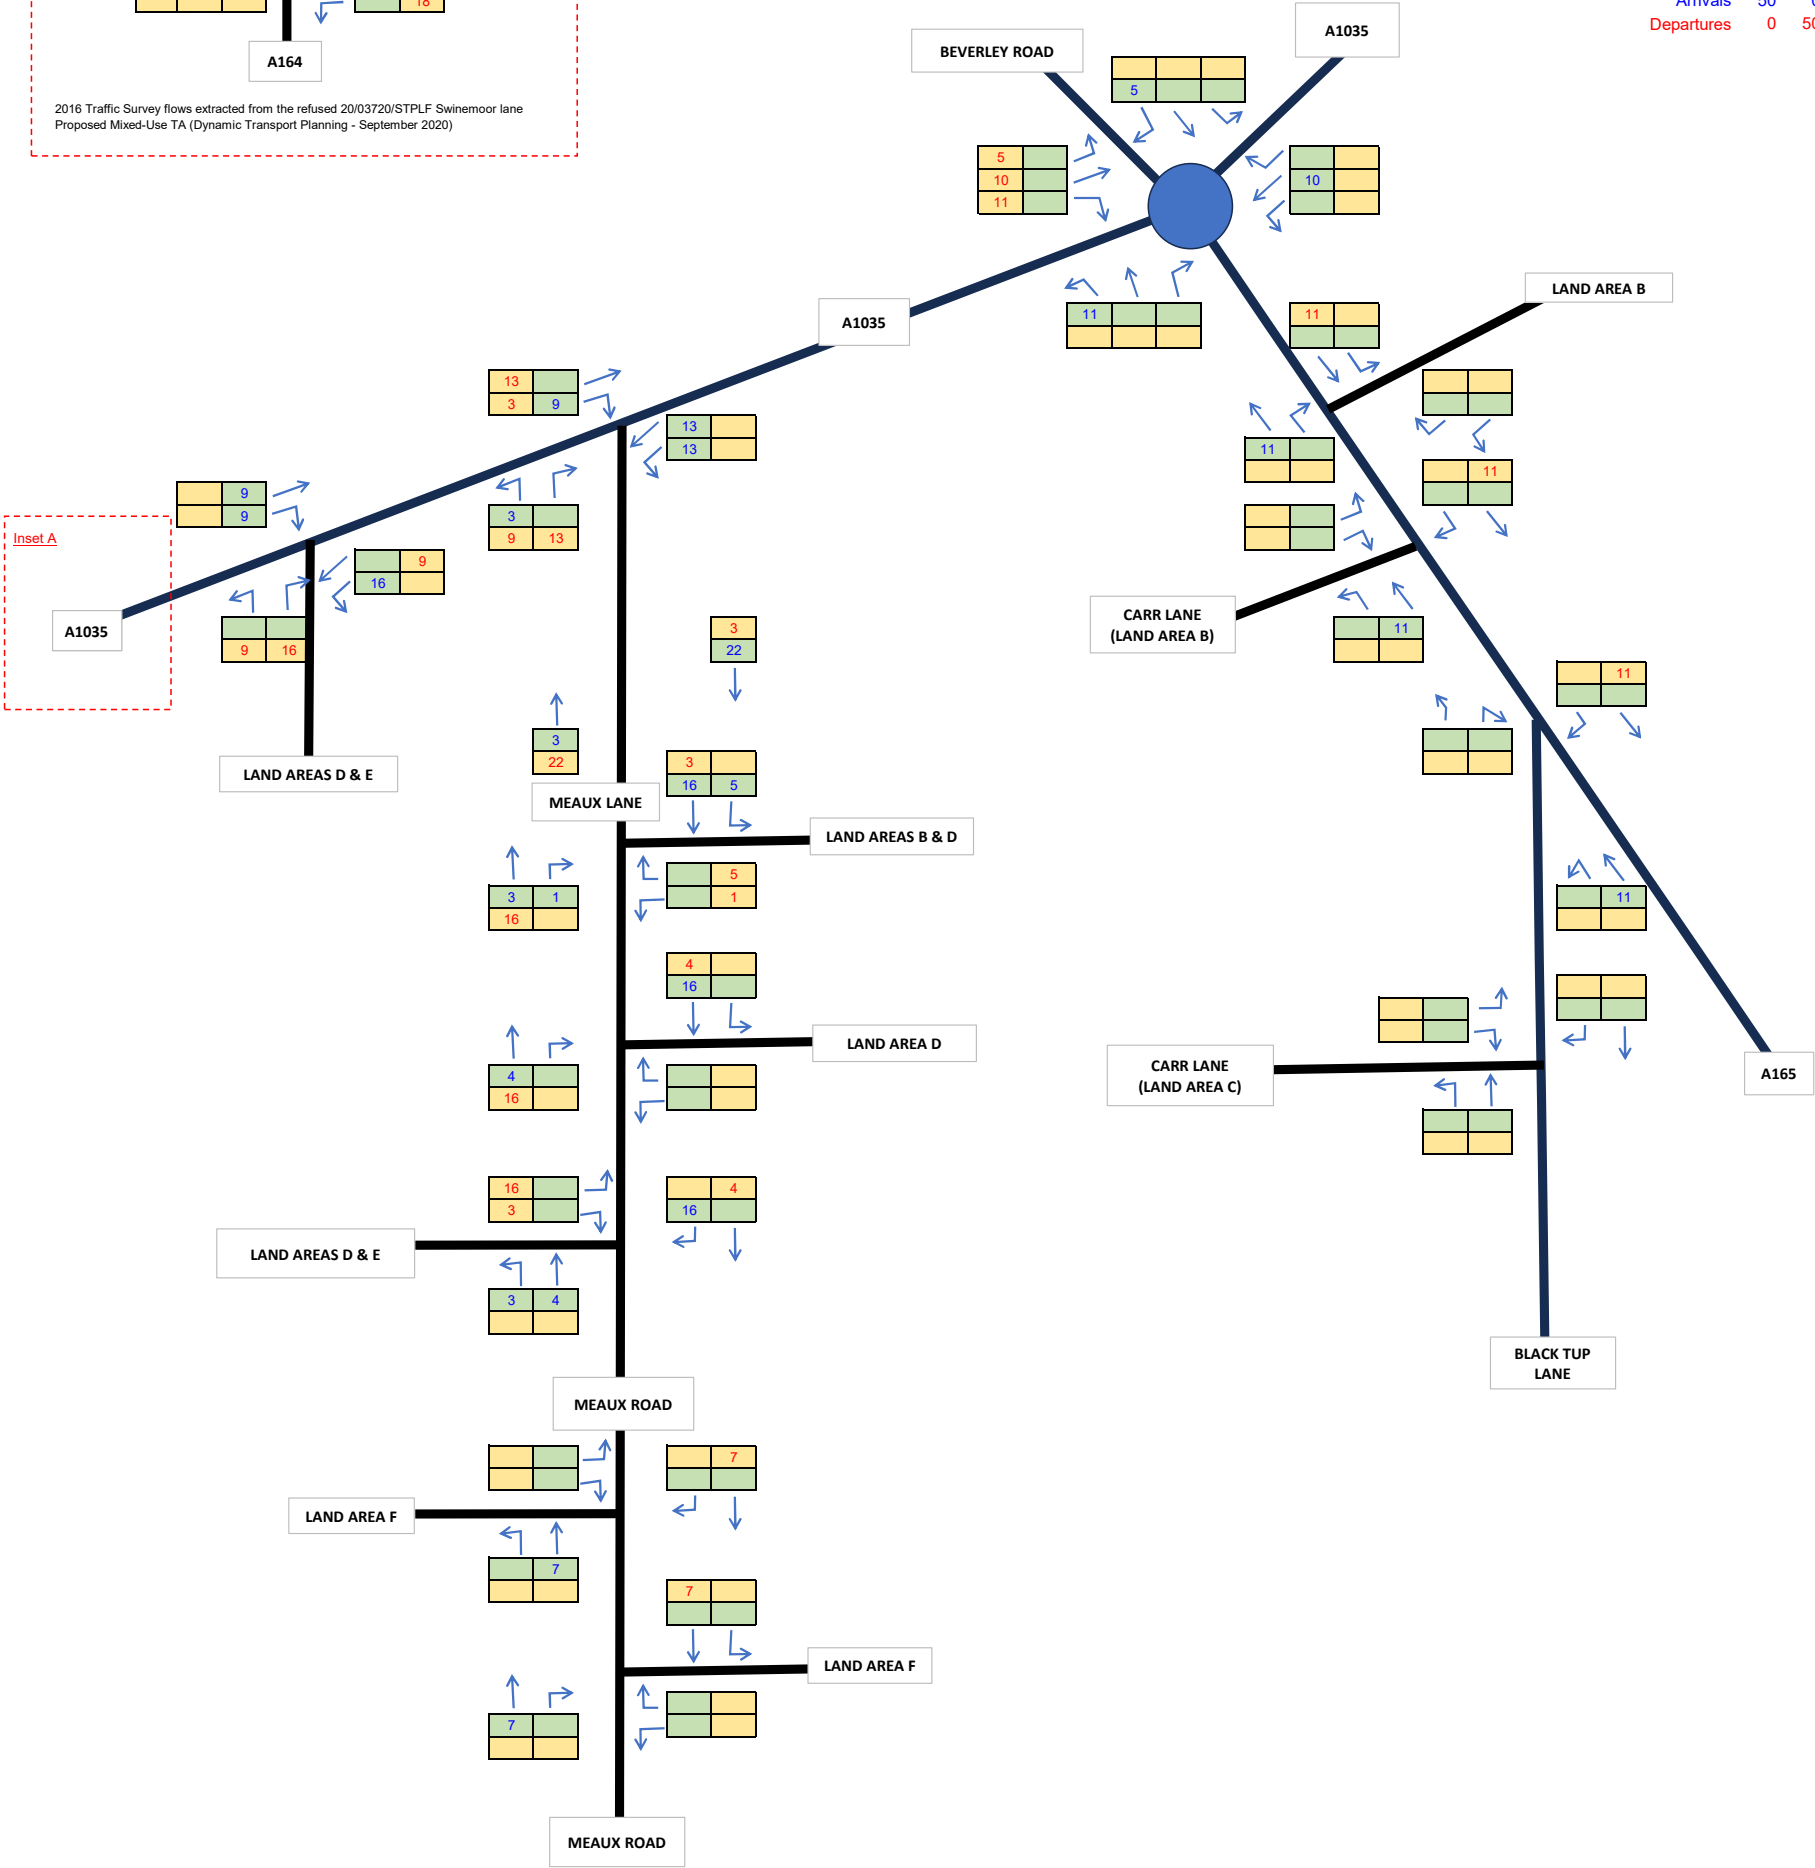 18
A164
2016 Traffic Survey flows extracted from the refused 20/03720/STPLF Swinemoor lane
Proposed Mixed-Use TA (Dynamic Transport Planning - September 2020)
Arrivals 50 0
Departures 0 50
BEVERLEY ROAD
A1035
5
5
10
11
10
11
A1035
LAND AREA B
11
11
11
CARR LANE
(LAND AREA B)
11
13
3 9
13
13
3
9 13
9
9
9
16
9 16
Inset A
A1035
LAND AREAS D & E
3
22
3
22
MEAUX LANE
3
16 5
LAND AREAS B & D
3 1
16
5
1
4
16
LAND AREA D
4
16
16
3
4
16
LAND AREAS D & E
3 4
MEAUX ROAD
7
LAND AREA F
7
7
LAND AREA F
7
MEAUX ROAD
11
11
CARR LANE
(LAND AREA C)
A165
BLACK TUP
LANE